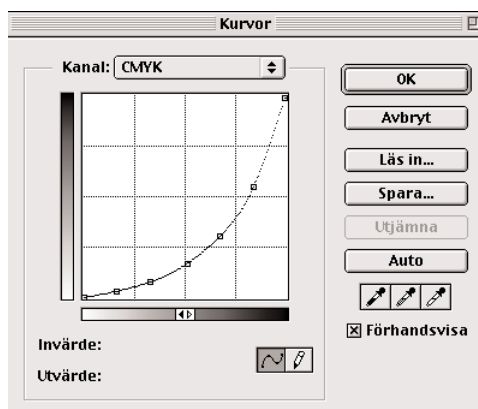 Kurvor
Kanal: CMYK
OK
Avbryt
Läs in...
Spara...
Utjämna
Auto
Förhandsvisa
Invärde:
Utvärde: